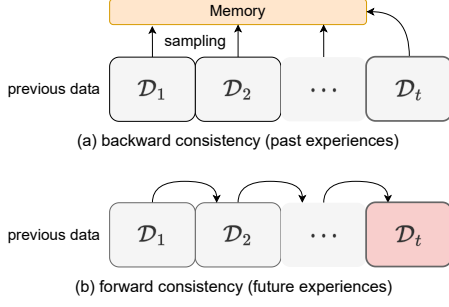 Memory
sampling
previous data 𝒟1 𝒟2 ⋯ 𝒟t
(a) backward consistency (past experiences)
previous data 𝒟1 𝒟2 ⋯ 𝒟t
(b) forward consistency (future experiences)